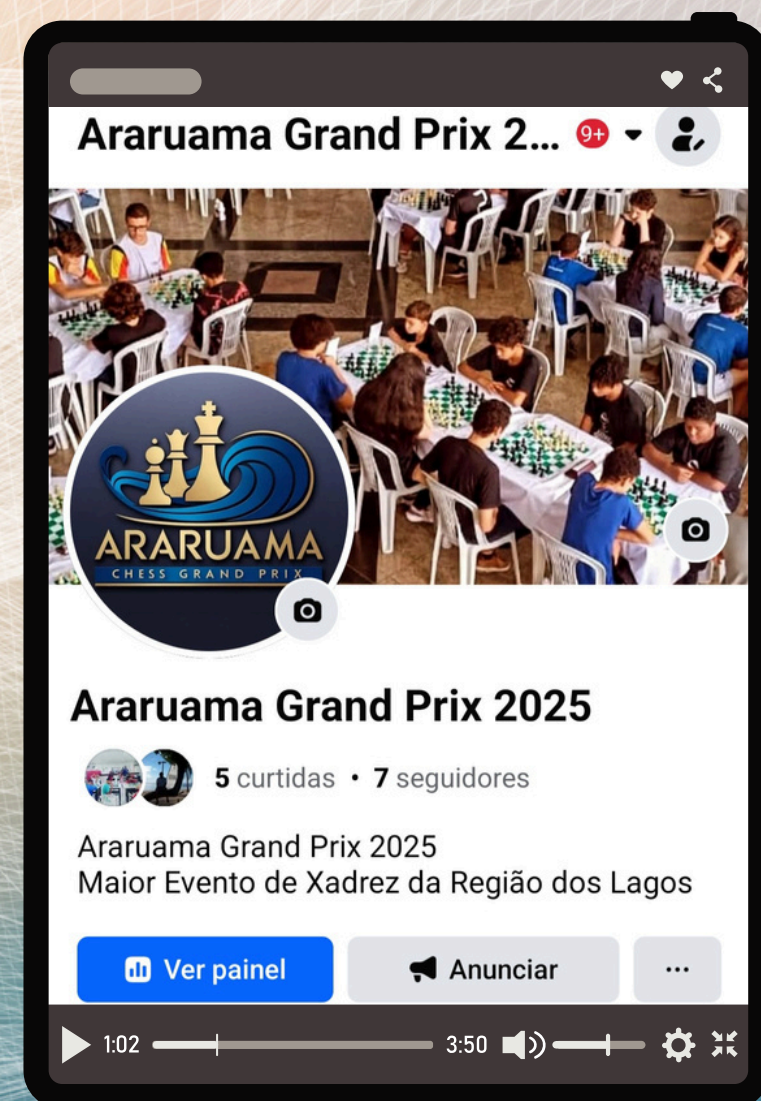 Araruama Grand Prix 2... 9+
ARARUAMA
CHESS GRAND PRIX
Araruama Grand Prix 2025
5 curtidas • 7 seguidores
Araruama Grand Prix 2025
Maior Evento de Xadrez da Região dos Lagos
Ver painel Anunciar ...
1:02 3:50